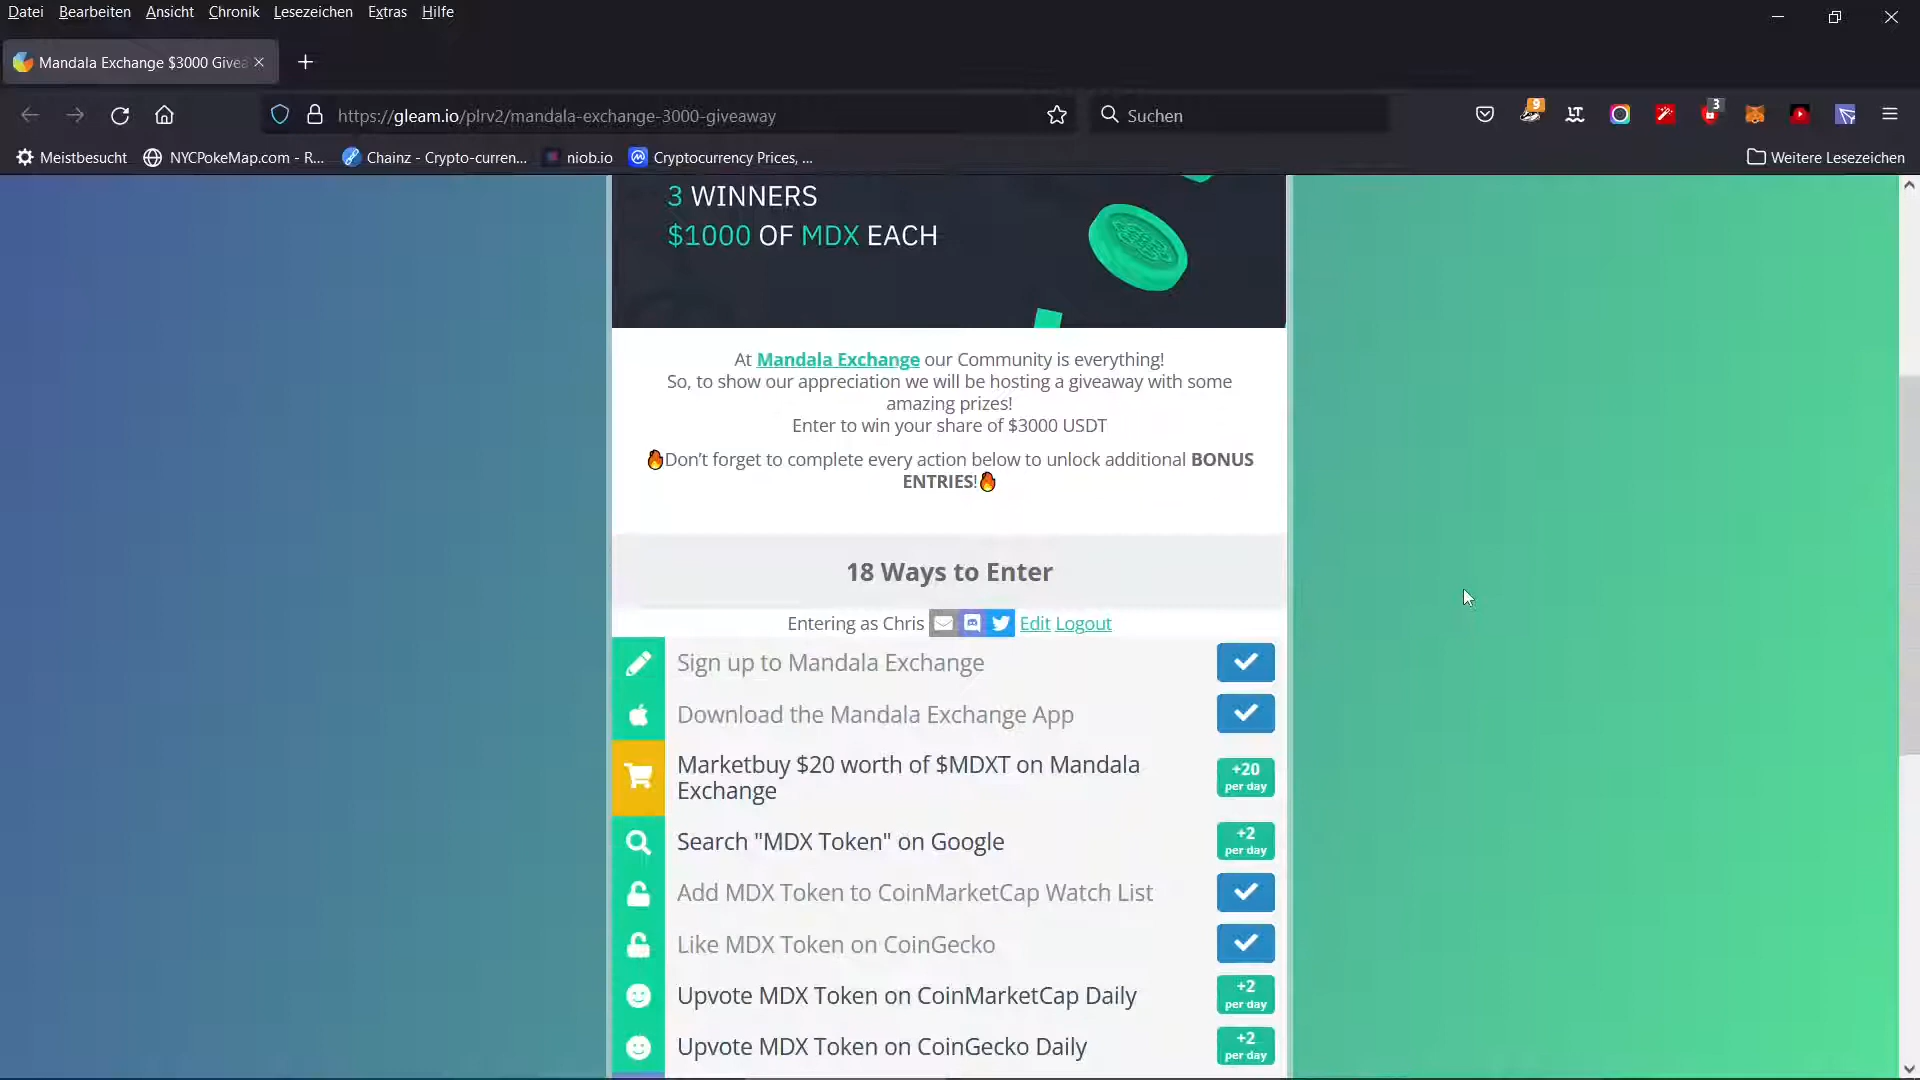 Datei Bearbeiten Ansicht Chronik Lesezeichen Extras Hilfe
Mandala Exchange $3000 Givea
https://gleam.io/plrv2/mandala-exchange-3000-giveaway
Suchen
9
3
Meistbesucht NYCPokeMap.com - R... Chainz - Crypto-curren... niob.io Cryptocurrency Prices, ... Weitere Lesezeichen
3 WINNERS
$1000 OF MDX EACH
At Mandala Exchange our Community is everything!
So, to show our appreciation we will be hosting a giveaway with some
amazing prizes!
Enter to win your share of $3000 USDT
🔥Don't forget to complete every action below to unlock additional BONUS
ENTRIES!🔥
18 Ways to Enter
Entering as Chris Edit Logout
Sign up to Mandala Exchange
Download the Mandala Exchange App
Marketbuy $20 worth of $MDXT on Mandala
Exchange
+20
per day
Search "MDX Token" on Google
+2
per day
Add MDX Token to CoinMarketCap Watch List
Like MDX Token on CoinGecko
Upvote MDX Token on CoinMarketCap Daily
+2
per day
Upvote MDX Token on CoinGecko Daily
+2
per day